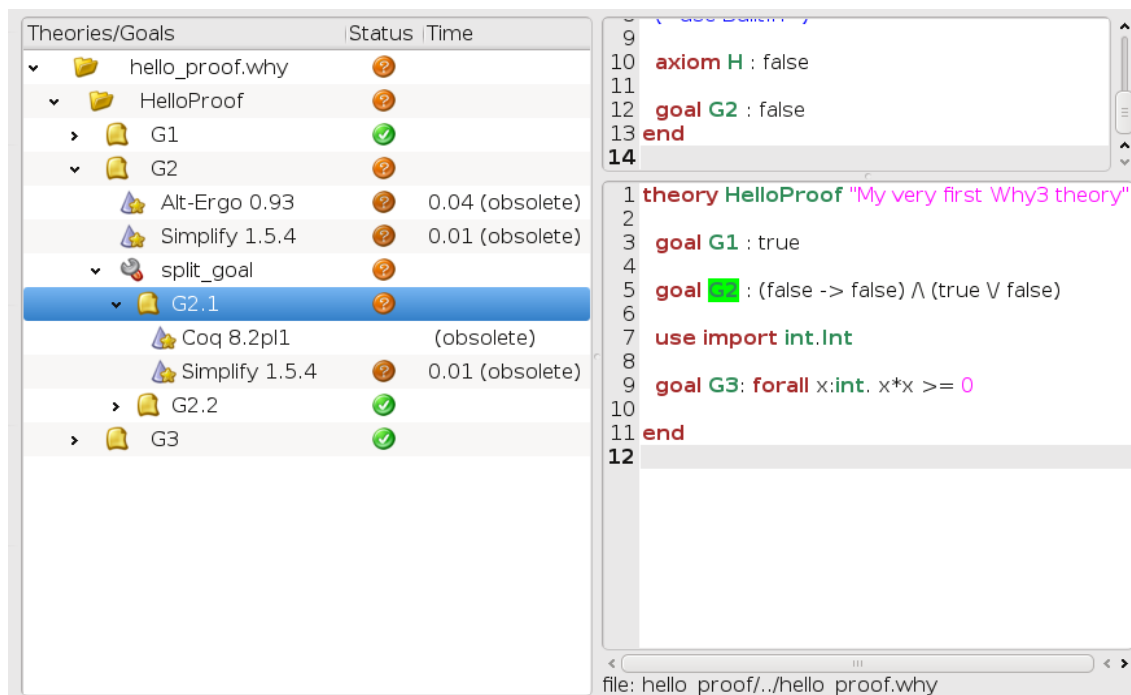 Theories/Goals Status Time
hello_proof.why
HelloProof
G1
G2
Alt-Ergo 0.93 0.04 (obsolete)
Simplify 1.5.4 0.01 (obsolete)
split_goal
G2.1
Coq 8.2pl1 (obsolete)
Simplify 1.5.4 0.01 (obsolete)
G2.2
G3
9
10 axiom H : false
11
12 goal G2 : false
13 end
14
1 theory HelloProof "My very first Why3 theory"
2
3 goal G1 : true
4
5 goal G2 : (false -> false) /\ (true \/ false)
6
7 use import int.Int
8
9 goal G3: forall x:int. x*x >= 0
10
11 end
12
file: hello_proof/../hello_proof.why